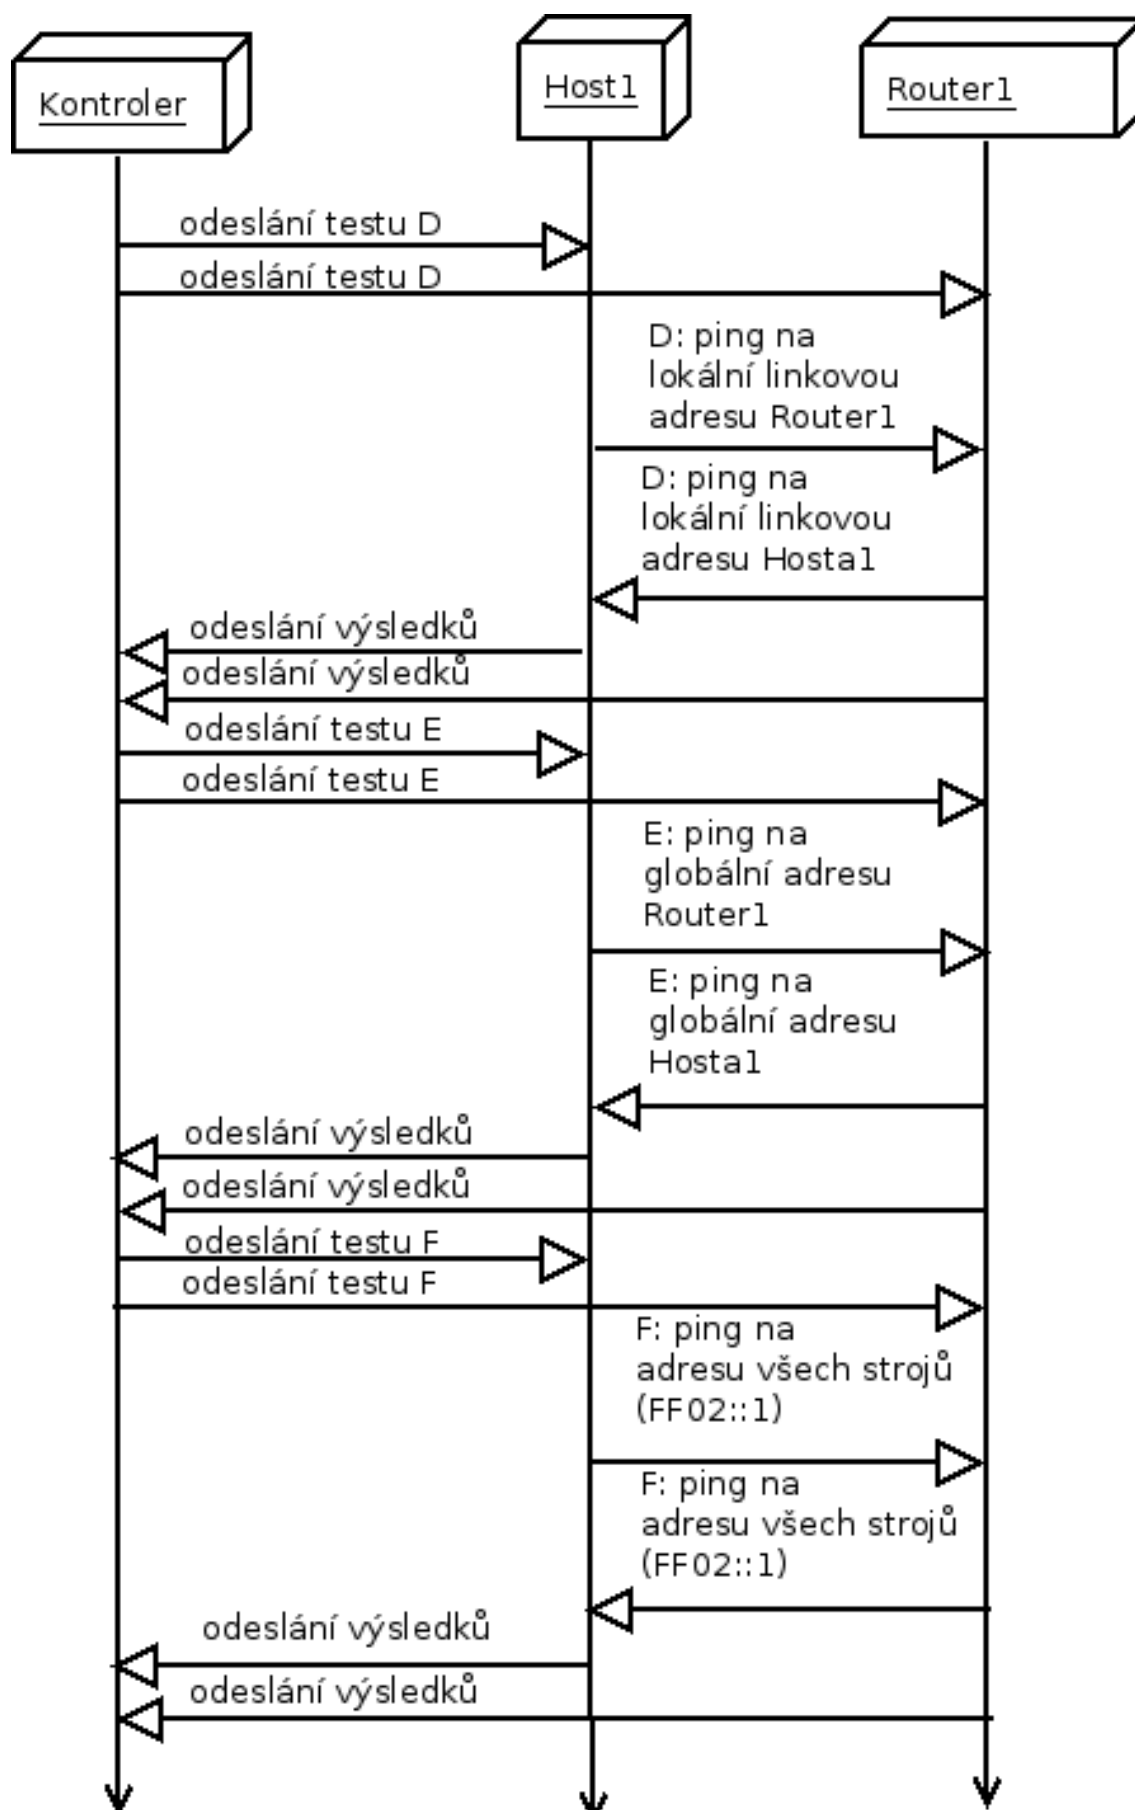 Kontroler
Host1
Router1
odeslání testu D
odeslání testu D
D: ping na
lokální linkovou
adresu Router1
D: ping na
lokální linkovou
adresu Hosta1
odeslání výsledků
odeslání výsledků
odeslání testu E
odeslání testu E
E: ping na
globální adresu
Router1
E: ping na
globální adresu
Hosta1
odeslání výsledků
odeslání výsledků
odeslání testu F
odeslání testu F
F: ping na
adresu všech strojů
(FF02::1)
F: ping na
adresu všech strojů
(FF02::1)
odeslání výsledků
odeslání výsledků